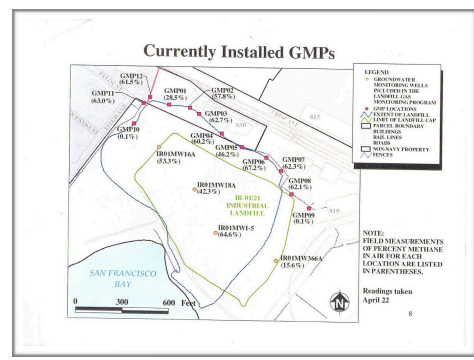 Currently Installed GMPs
GMP12
(61.5%)
GMP11
(63.0%)
GMP01
(28.5%)
GMP02
(57.8%)
GMP03
(62.7%)
GMP10
(0.1%)
GMP04
(60.2%)
GMP05
(46.2%)
GMP06
(67.2%)
GMP07
(62.3%)
GMP08
(62.1%)
GMP09
(0.1%)
IR01MW16A
(53.3%)
IR01MW18A
(42.3%)
IR-01/21
INDUSTRIAL
LANDFILL
IR01MWI-5
(64.6%)
IR01MW366A
(15.6%)
SAN FRANCISCO
BAY
0 300 600 Feet
LEGEND
GROUNDWATER
MONITORING WELLS
INCLUDED IN THE
LANDFILL GAS
MONITORING PROGRAM
GMP LOCATIONS
EXTENT OF LANDFILL
LIMIT OF LANDFILL CAP
PARCEL BOUNDARY
BUILDINGS
RAIL LINES
ROADS
NON-NAVY PROPERTY
FENCES
NOTE:
FIELD MEASUREMENTS
OF PERCENT METHANE
IN AIR FOR EACH
LOCATION ARE LISTED
IN PARENTHESES.
Readings taken
April 22
8